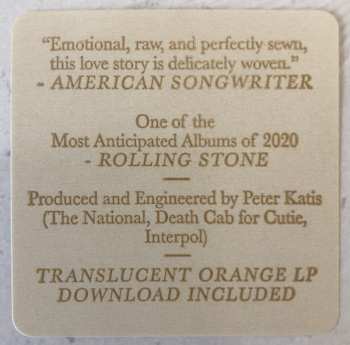 “Emotional, raw, and perfectly sewn,
this love story is delicately woven.”
- AMERICAN SONGWRITER
One of the
Most Anticipated Albums of 2020
- ROLLING STONE
Produced and Engineered by Peter Katis
(The National, Death Cab for Cutie,
Interpol)
TRANSLUCENT ORANGE LP
DOWNLOAD INCLUDED